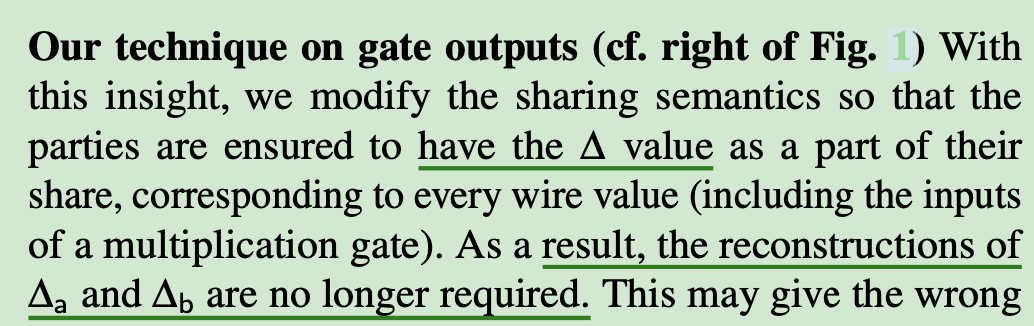 Our technique on gate outputs (cf. right of Fig. 1) With
this insight, we modify the sharing semantics so that the
parties are ensured to have the Δ value as a part of their
share, corresponding to every wire value (including the inputs
of a multiplication gate). As a result, the reconstructions of
Δa and Δb are no longer required. This may give the wrong